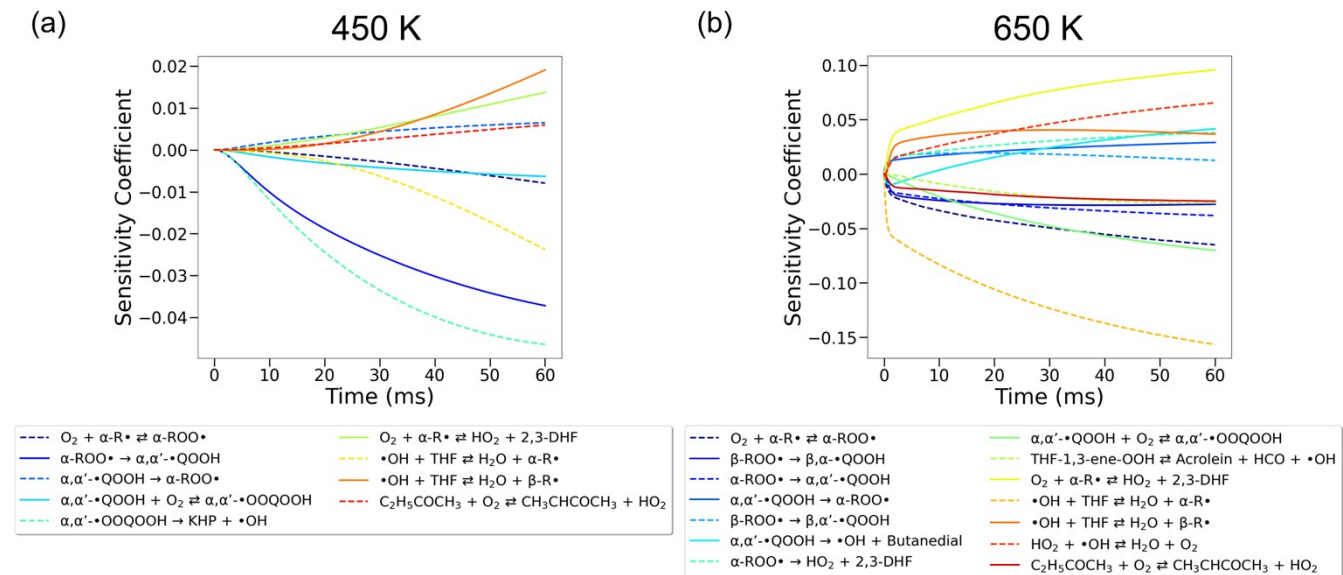 (a)
450 K
0.02
0.01
0.00
−0.01
−0.02
−0.03
−0.04
Sensitivity Coefficient
0 10 20 30 40 50 60
Time (ms)
O₂ + α-R• ⇄ α-ROO•
α-ROO• → α,α’-•QOOH
α,α’-•QOOH → α-ROO•
α,α’-•QOOH + O₂ ⇄ α,α’-•OOQOOH
α,α’-•OOQOOH → KHP + •OH
O₂ + α-R• ⇄ HO₂ + 2,3-DHF
•OH + THF ⇄ H₂O + α-R•
•OH + THF ⇄ H₂O + β-R•
C₂H₅COCH₃ + O₂ ⇄ CH₃CHCOCH₃ + HO₂
(b)
650 K
0.10
0.05
0.00
−0.05
−0.10
−0.15
Sensitivity Coefficient
0 10 20 30 40 50 60
Time (ms)
O₂ + α-R• ⇄ α-ROO•
β-ROO• → β,α-•QOOH
α-ROO• → α,α’-•QOOH
α,α’-•QOOH → α-ROO•
β-ROO• → β,α’-•QOOH
α,α’-•QOOH → •OH + Butanedial
α-ROO• → HO₂ + 2,3-DHF
α,α’-•QOOH + O₂ ⇄ α,α’-•OOQOOH
THF-1,3-ene-OOH ⇄ Acrolein + HCO + •OH
O₂ + α-R• ⇄ HO₂ + 2,3-DHF
•OH + THF ⇄ H₂O + α-R•
•OH + THF ⇄ H₂O + β-R•
HO₂ + •OH ⇄ H₂O + O₂
C₂H₅COCH₃ + O₂ ⇄ CH₃CHCOCH₃ + HO₂